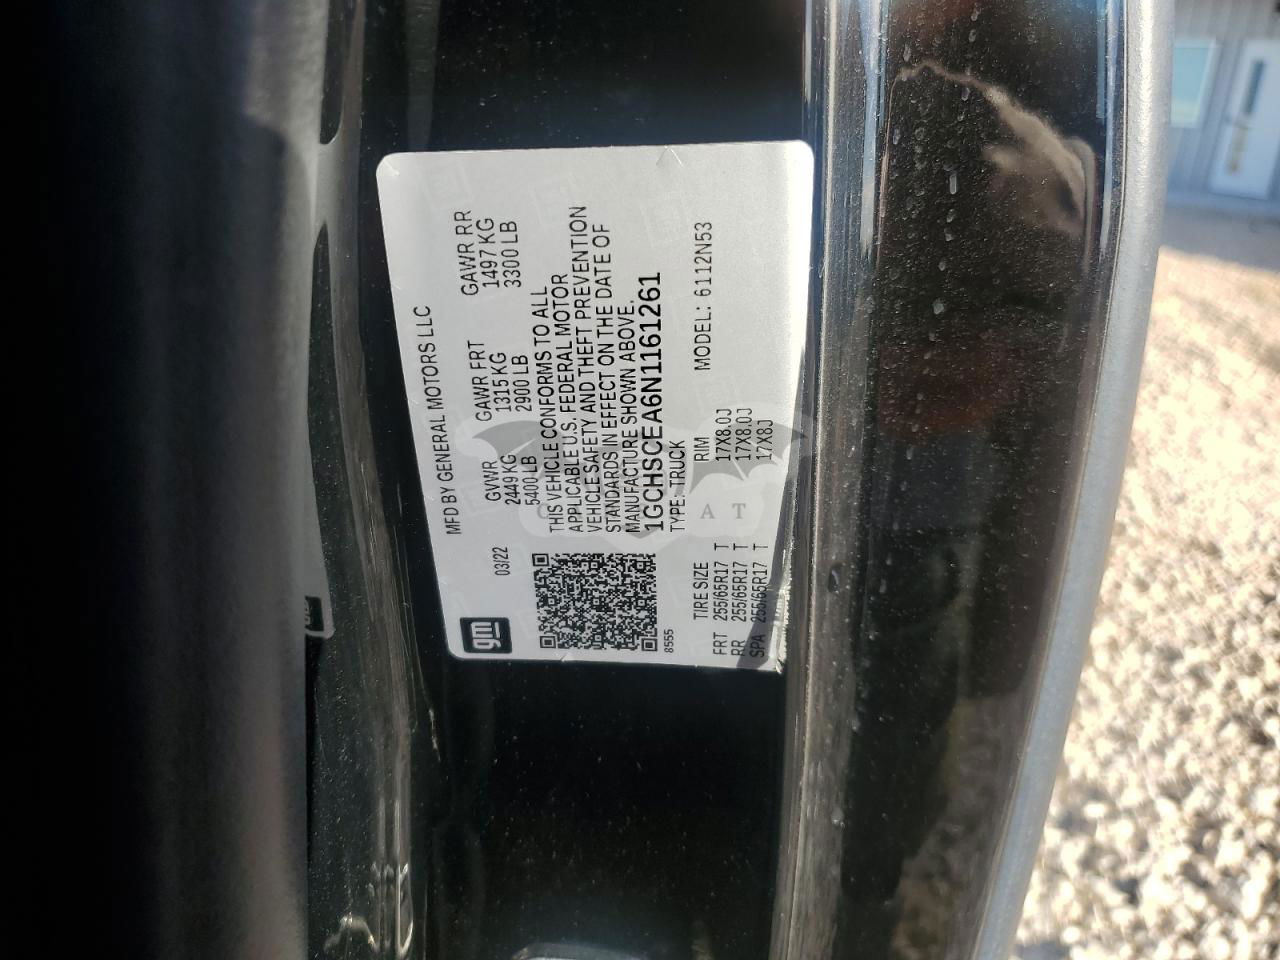 MFD BY GENERAL MOTORS LLC
03/22
GVWR GAWR FRT GAWR RR
2449 KG 1315 KG 1497 KG
5400 LB 2900 LB 3300 LB
THIS VEHICLE CONFORMS TO ALL
APPLICABLE U.S. FEDERAL MOTOR
VEHICLE SAFETY AND THEFT PREVENTION
STANDARDS IN EFFECT ON THE DATE OF
MANUFACTURE SHOWN ABOVE.
1GCHSCEA6N1161261
TYPE: TRUCK
MODEL: 6112N53
gm
8555
TIRE SIZE RIM
FRT 255/65R17 T 17X8.0J
RR 255/65R17 T 17X8.0J
SPA 255/65R17 T 17X8J